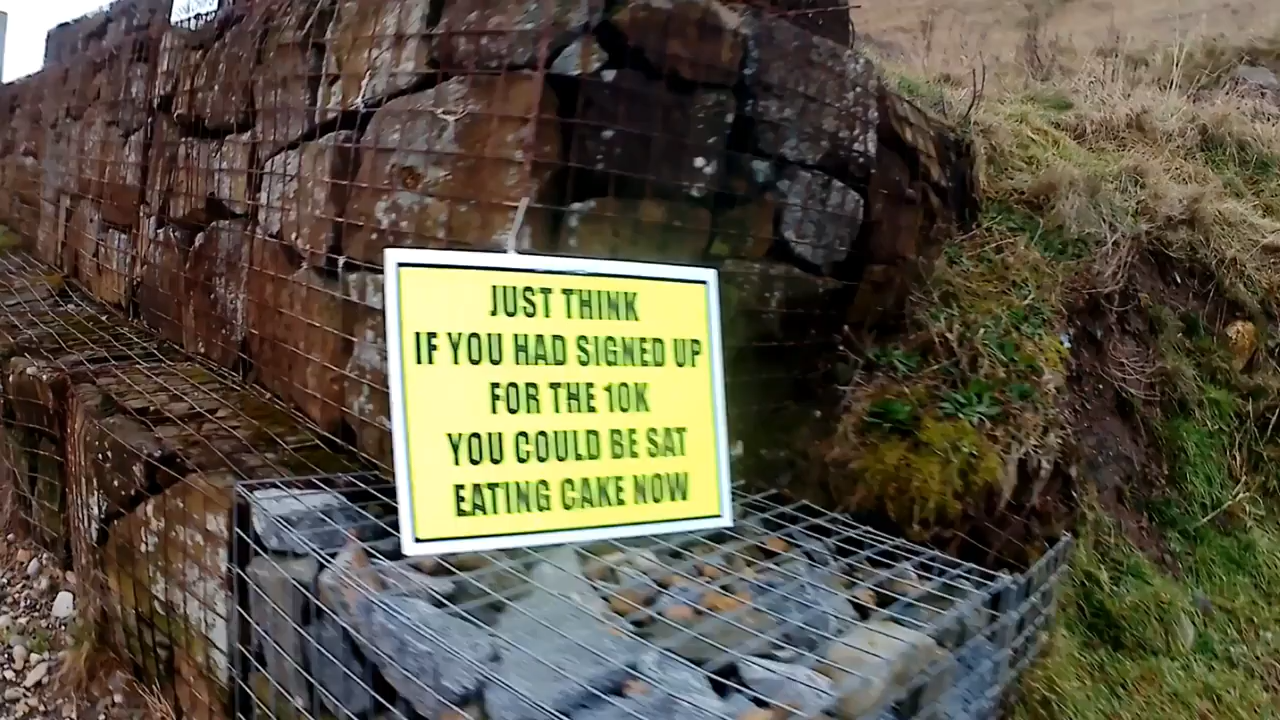 JUST THINK
IF YOU HAD SIGNED UP
FOR THE 10K
YOU COULD BE SAT
EATING CAKE NOW